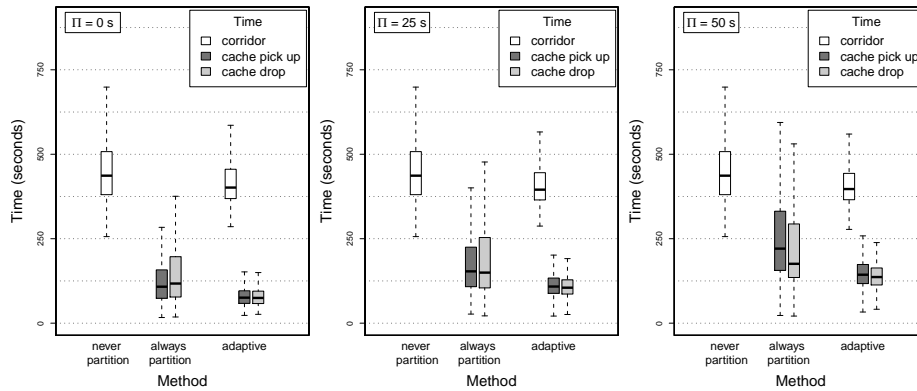 Π = 0 s
Time
corridor
cache pick up
cache drop
Time (seconds)
750
500
250
0
never
partition
always
partition
adaptive
Method
Π = 25 s
Time
corridor
cache pick up
cache drop
Time (seconds)
750
500
250
0
never
partition
always
partition
adaptive
Method
Π = 50 s
Time
corridor
cache pick up
cache drop
Time (seconds)
750
500
250
0
never
partition
always
partition
adaptive
Method